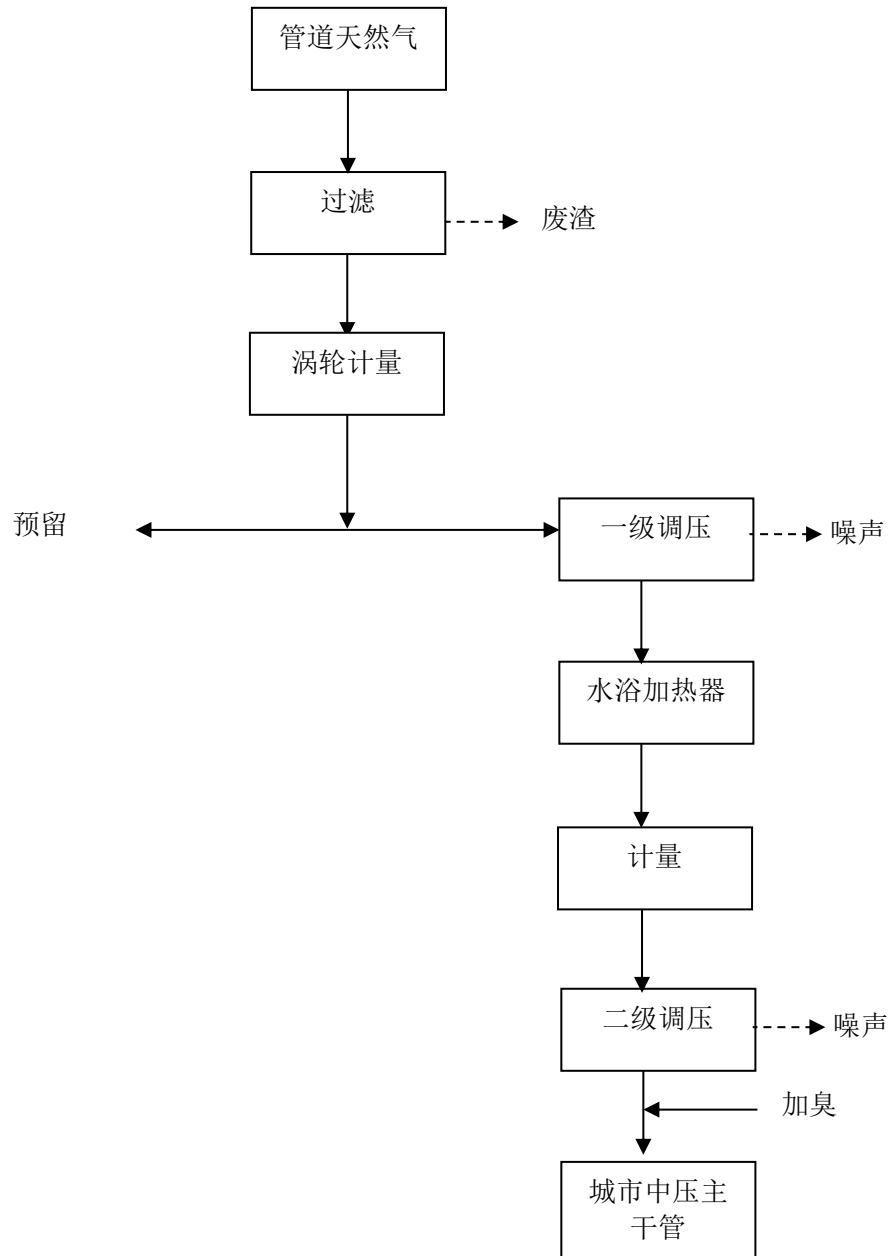 管道天然气
过滤
废渣
涡轮计量
预留
一级调压
噪声
水浴加热器
计量
二级调压
噪声
加臭
城市中压主
干管